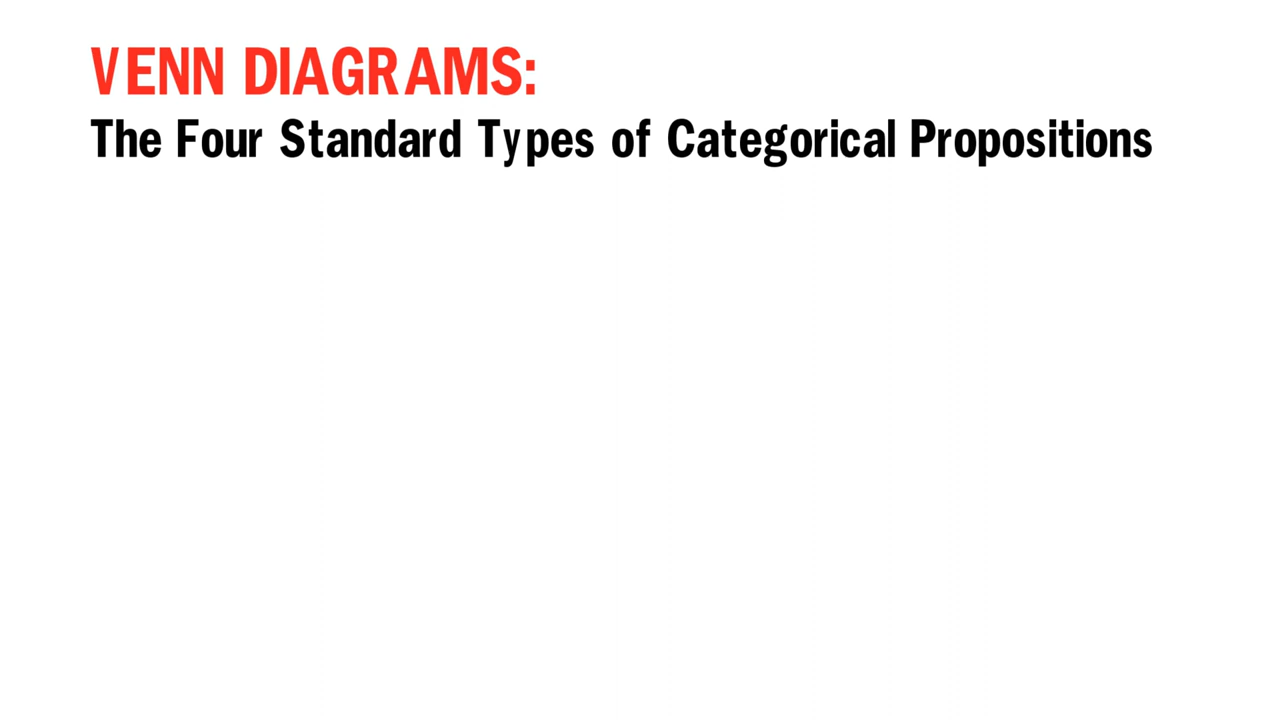 VENN DIAGRAMS:
The Four Standard Types of Categorical Propositions